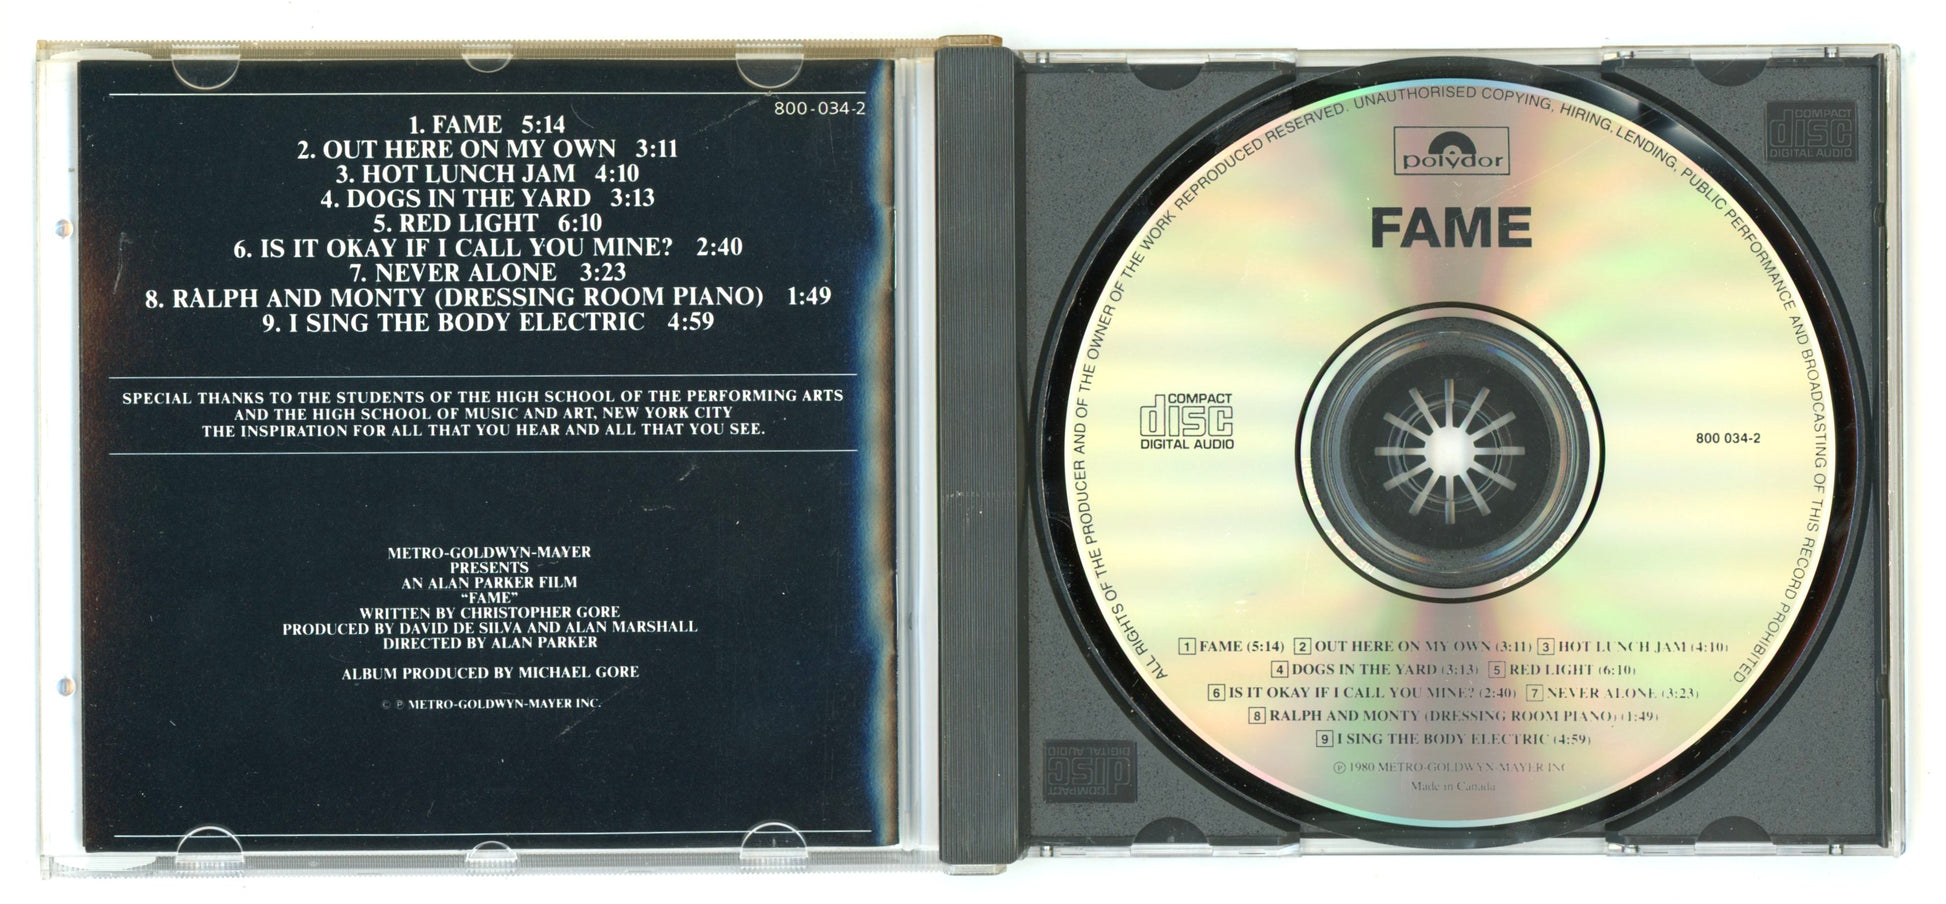 800-034-2
1. FAME 5:14
2. OUT HERE ON MY OWN 3:11
3. HOT LUNCH JAM 4:10
4. DOGS IN THE YARD 3:13
5. RED LIGHT 6:10
6. IS IT OKAY IF I CALL YOU MINE? 2:40
7. NEVER ALONE 3:23
8. RALPH AND MONTY (DRESSING ROOM PIANO) 1:49
9. I SING THE BODY ELECTRIC 4:59
SPECIAL THANKS TO THE STUDENTS OF THE HIGH SCHOOL OF THE PERFORMING ARTS
AND THE HIGH SCHOOL OF MUSIC AND ART, NEW YORK CITY
THE INSPIRATION FOR ALL THAT YOU HEAR AND ALL THAT YOU SEE.
METRO-GOLDWYN-MAYER
PRESENTS
AN ALAN PARKER FILM
"FAME"
WRITTEN BY CHRISTOPHER GORE
PRODUCED BY DAVID DE SILVA AND ALAN MARSHALL
DIRECTED BY ALAN PARKER
ALBUM PRODUCED BY MICHAEL GORE
© ℗ METRO-GOLDWYN-MAYER INC.
ALL RIGHTS OF THE PRODUCER AND OF THE OWNER OF THE WORK REPRODUCED RESERVED. UNAUTHORISED COPYING, HIRING, LENDING, PUBLIC PERFORMANCE AND BROADCASTING OF THIS RECORD PROHIBITED.
polydor
FAME
COMPACT
disc
DIGITAL AUDIO
800 034-2
1 FAME (5:14) 2 OUT HERE ON MY OWN (3:11) 3 HOT LUNCH JAM (4:10)
4 DOGS IN THE YARD (3:13) 5 RED LIGHT (6:10)
6 IS IT OKAY IF I CALL YOU MINE? (2:40) 7 NEVER ALONE (3:23)
8 RALPH AND MONTY (DRESSING ROOM PIANO) (1:49)
9 I SING THE BODY ELECTRIC (4:59)
℗ 1980 METRO-GOLDWYN-MAYER INC
Made in Canada
COMPACT
disc
DIGITAL AUDIO
COMPACT
disc
DIGITAL AUDIO